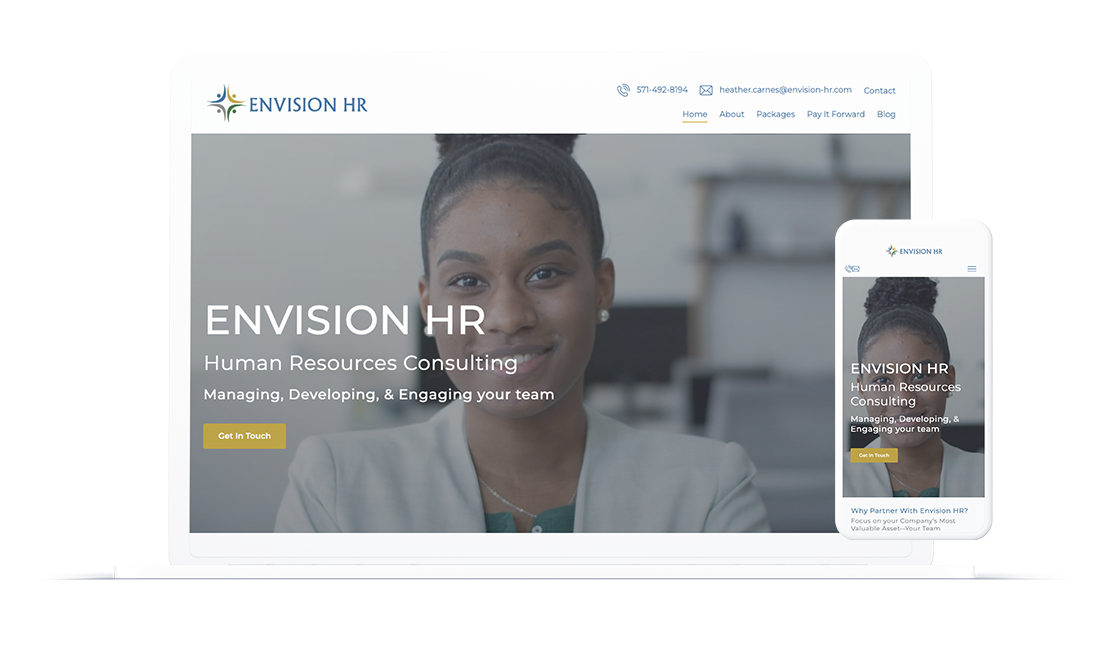 ENVISION HR
571-492-8194
heather.carnes@envision-hr.com
Contact
Home About Packages Pay It Forward Blog
ENVISION HR
Human Resources Consulting
Managing, Developing, & Engaging your team
Get In Touch
ENVISION HR
ENVISION HR
Human Resources
Consulting
Managing, Developing, &
Engaging your team
Get In Touch
Why Partner With Envision HR?
Focus on your Company's Most
Valuable Asset--Your Team